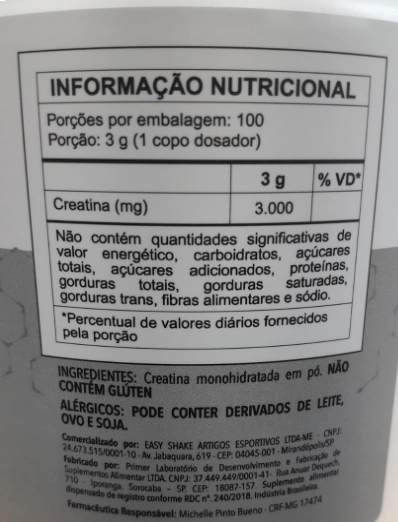 INFORMAÇÃO NUTRICIONAL
Porções por embalagem: 100
Porção: 3 g (1 copo dosador)
3 g % VD*
Creatina (mg) 3.000
Não contém quantidades significativas de
valor energético, carboidratos, açúcares
totais, açúcares adicionados, proteínas,
gorduras totais, gorduras saturadas,
gorduras trans, fibras alimentares e sódio.
*Percentual de valores diários fornecidos
pela porção
INGREDIENTES: Creatina monohidratada em pó. NÃO
CONTÉM GLÚTEN
ALÉRGICOS: PODE CONTER DERIVADOS DE LEITE,
OVO E SOJA.
Comercializado por: EASY SHAKE ARTIGOS ESPORTIVOS LTDA-ME - CNPJ:
24.673.515/0001-10 - Av. Jabaquara, 619 - CEP: 04045-001 - Mirandópolis/SP
Fabricado por: Primer Laboratório de Desenvolvimento e Fabricação de
Suplementos Alimentar LTDA. CNPJ: 37.449.449/0001-41- Rua Anuar Dequech,
710 - Iporanga. Sorocaba - SP, CEP: 18087-157. Suplemento alimentar
dispensado de registro conforme RDC n°. 240/2018. Indústria Brasileira.
Farmacêutica Responsável: Michelle Pinto Bueno - CRF-MG 17474